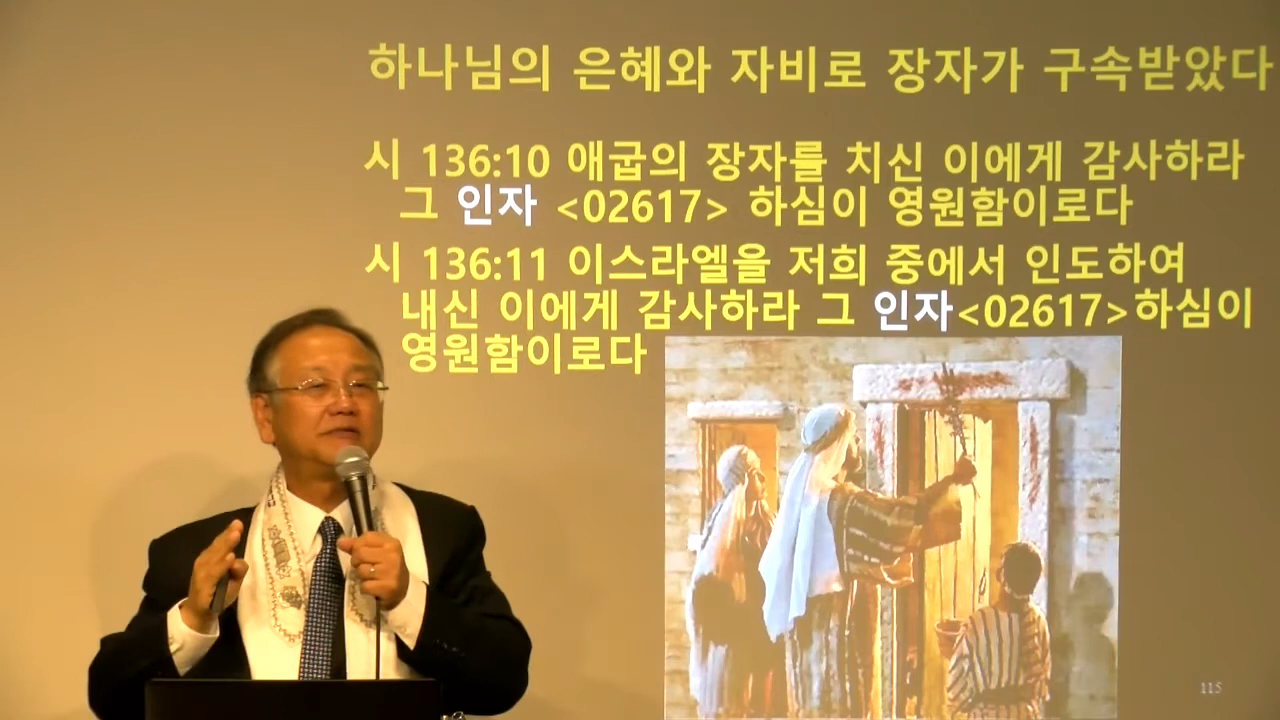 하나님의 은혜와 자비로 장자가 구속받았다
시 136:10 애굽의 장자를 치신 이에게 감사하라
그 인자 <02617> 하심이 영원함이로다
시 136:11 이스라엘을 저희 중에서 인도하여
내신 이에게 감사하라 그 인자<02617>하심이
영원함이로다
115